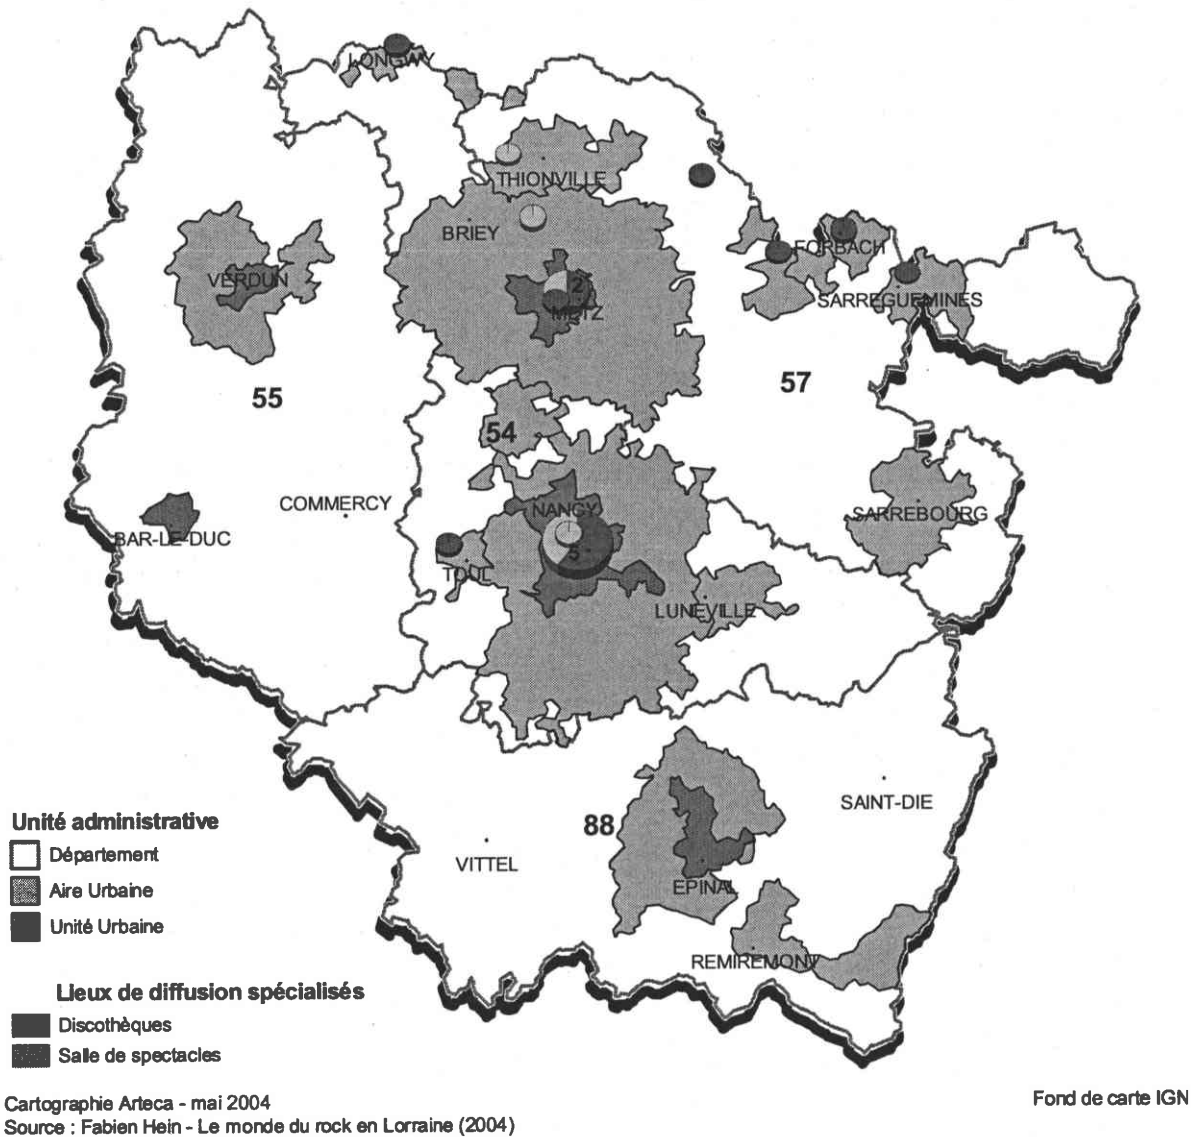 LONGWY
THIONVILLE
BRIEY
FORBACH
VERDUN
2
SARREGUEMINES
METZ
57
55
54
COMMERCY
NANCY
SARREBOURG
BAR-LE-DUC
5
TOUL
LUNEVILLE
SAINT-DIE
88
VITTEL
EPINAL
REMIREMONT
Unité administrative
Département
Aire Urbaine
Unité Urbaine
Lieux de diffusion spécialisés
Discothèques
Salle de spectacles
Cartographie Arteca - mai 2004
Fond de carte IGN
Source : Fabien Hein - Le monde du rock en Lorraine (2004)